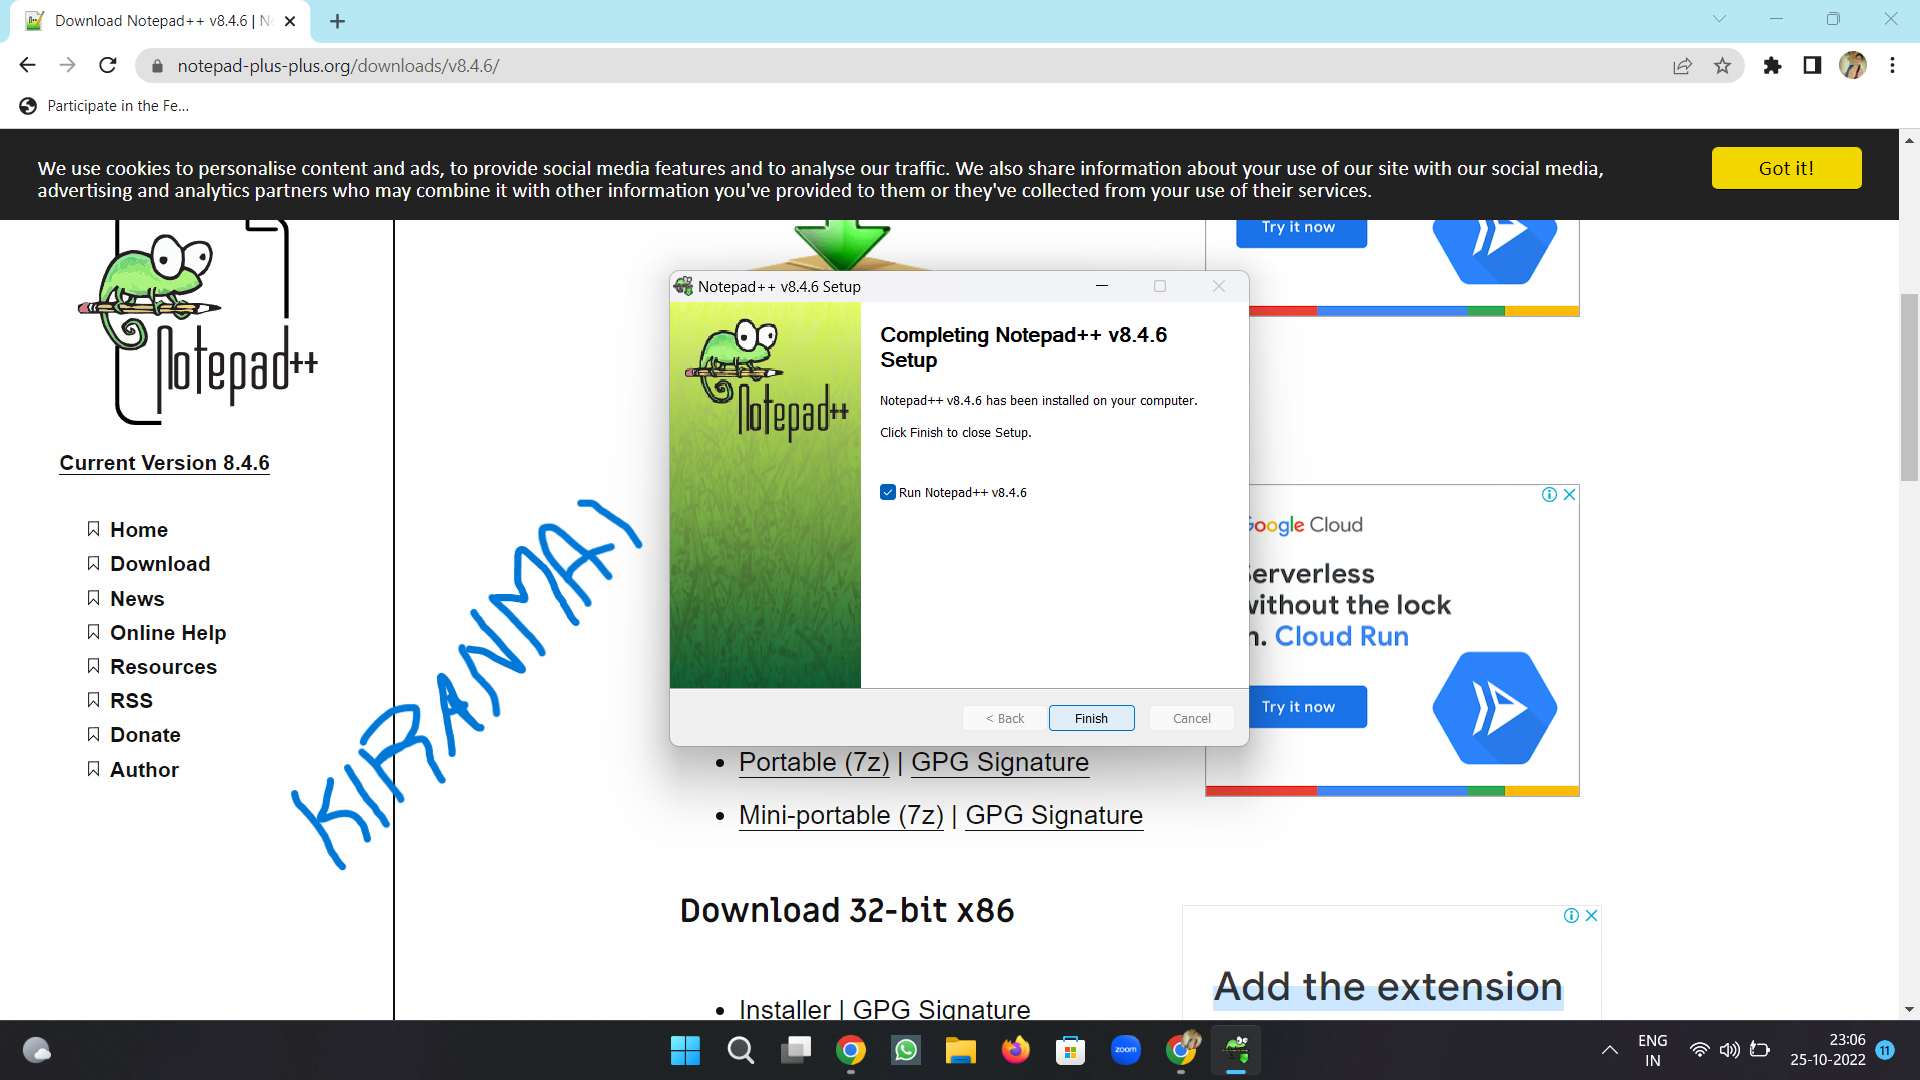 Download Notepad++ v8.4.6 | N
notepad-plus-plus.org/downloads/v8.4.6/
Participate in the Fe...
We use cookies to personalise content and ads, to provide social media features and to analyse our traffic. We also share information about your use of our site with our social media,
advertising and analytics partners who may combine it with other information you've provided to them or they've collected from your use of their services.
Got it!
Notepad++
Current Version 8.4.6
Home
Download
News
Online Help
Resources
RSS
Donate
Author
KIRANMAI
Notepad++ v8.4.6 Setup
Notepad++
Completing Notepad++ v8.4.6
Setup
Notepad++ v8.4.6 has been installed on your computer.
Click Finish to close Setup.
Run Notepad++ v8.4.6
< Back
Finish
Cancel
Portable (7z) | GPG Signature
Mini-portable (7z) | GPG Signature
Download 32-bit x86
Installer | GPG Signature
Try it now
Google Cloud
Serverless
without the lock
n. Cloud Run
Try it now
Add the extension
zoom
ENG
IN
23:06
25-10-2022
11